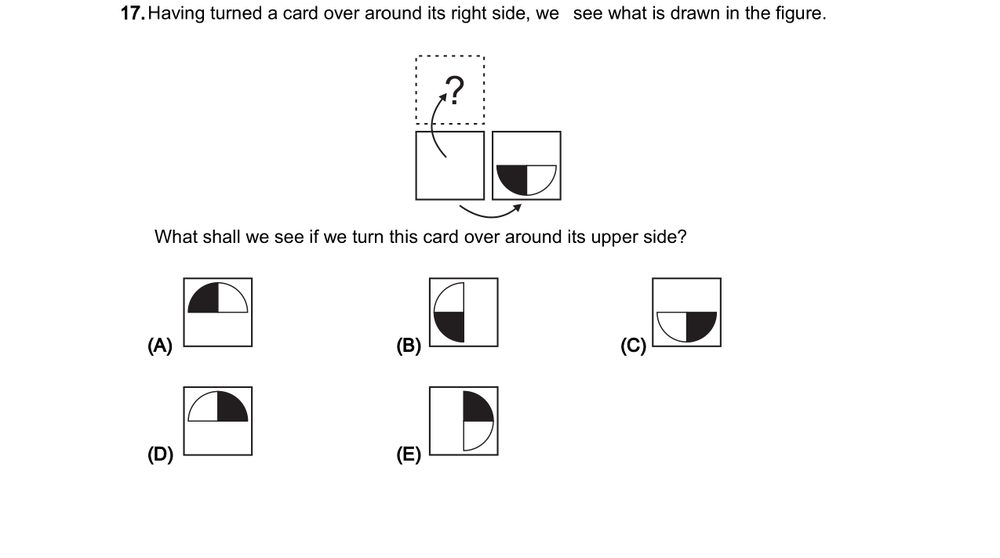 17. Having turned a card over around its right side, we see what is drawn in the figure.
?
What shall we see if we turn this card over around its upper side?
(A) (B) (C)
(D) (E)